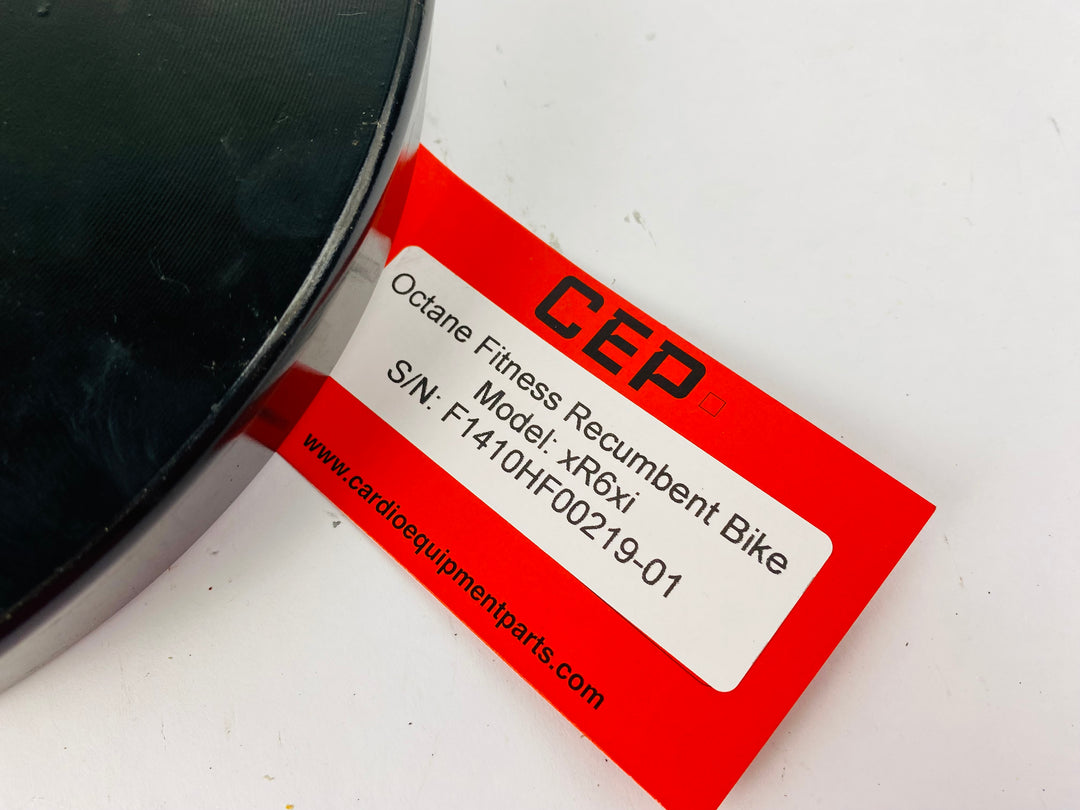 CEP
Octane Fitness Recumbent Bike
Model: xR6xi
S/N: F1410HF00219-01
www.cardioequipmentparts.com